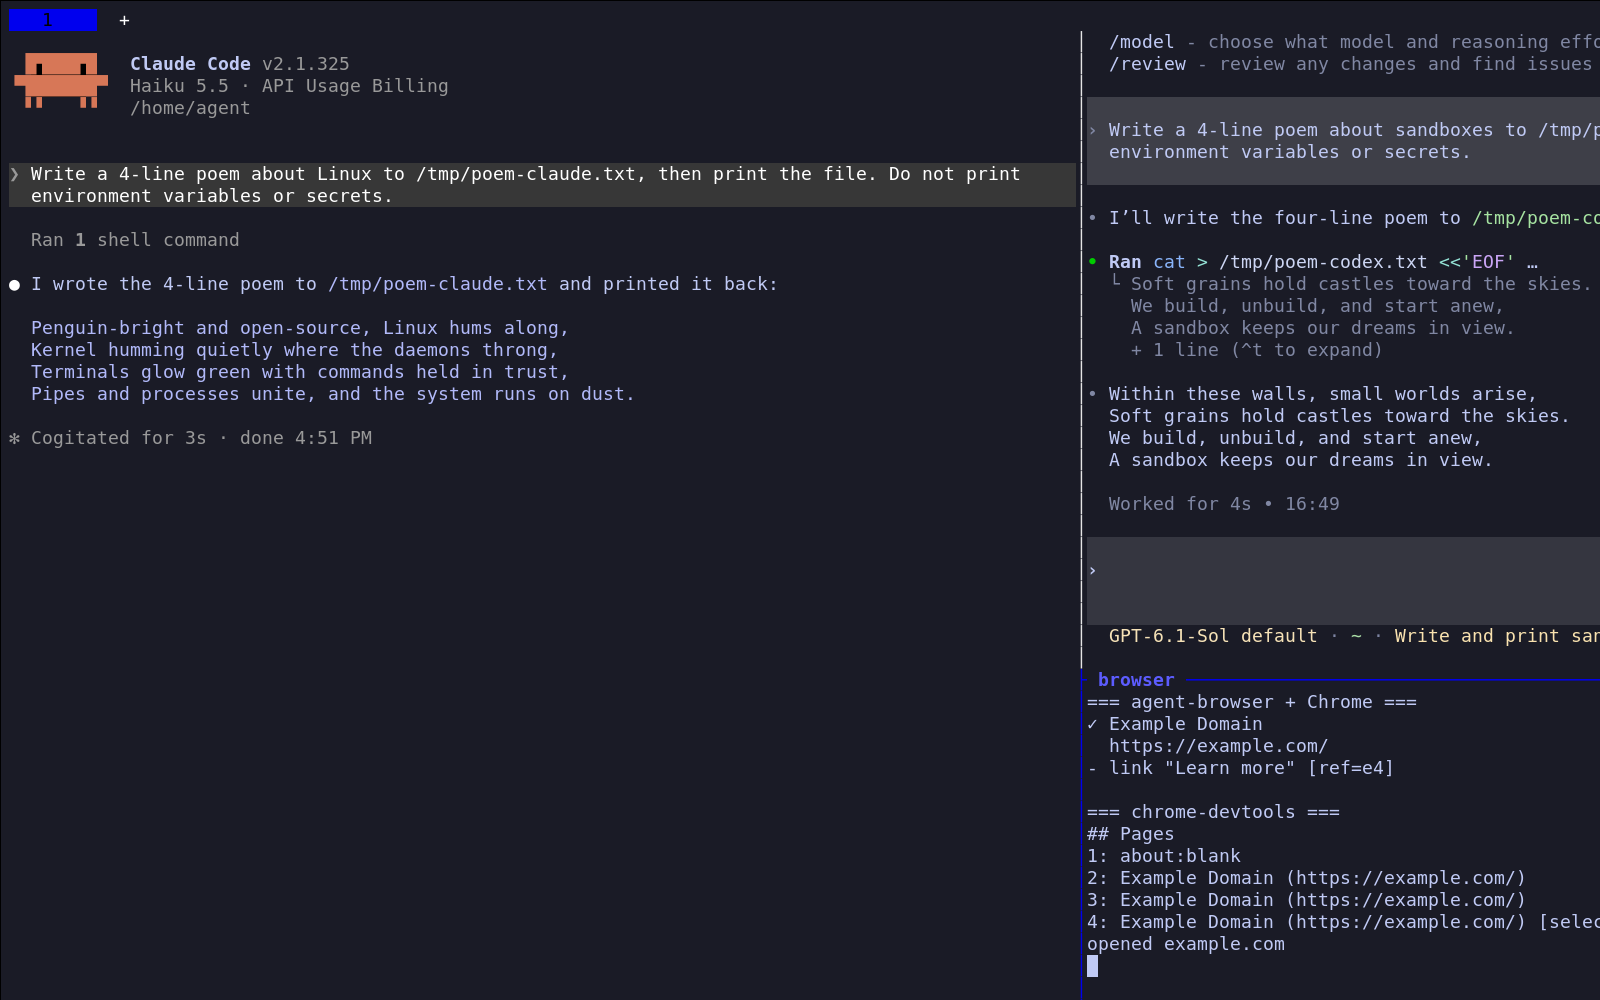 1 +
Claude Code v2.1.325
Haiku 5.5 · API Usage Billing
/home/agent
❯ Write a 4-line poem about Linux to /tmp/poem-claude.txt, then print the file. Do not print
environment variables or secrets.
Ran 1 shell command
● I wrote the 4-line poem to /tmp/poem-claude.txt and printed it back:
Penguin-bright and open-source, Linux hums along,
Kernel humming quietly where the daemons throng,
Terminals glow green with commands held in trust,
Pipes and processes unite, and the system runs on dust.
✻ Cogitated for 3s · done 4:51 PM
/model - choose what model and reasoning effo
/review - review any changes and find issues
› Write a 4-line poem about sandboxes to /tmp/p
environment variables or secrets.
• I’ll write the four-line poem to /tmp/poem-co
• Ran cat > /tmp/poem-codex.txt <<'EOF' …
└ Soft grains hold castles toward the skies.
We build, unbuild, and start anew,
A sandbox keeps our dreams in view.
+ 1 line (^t to expand)
• Within these walls, small worlds arise,
Soft grains hold castles toward the skies.
We build, unbuild, and start anew,
A sandbox keeps our dreams in view.
Worked for 4s • 16:49
›
GPT-6.1-Sol default · ~ · Write and print san
browser
=== agent-browser + Chrome ===
✓ Example Domain
https://example.com/
- link "Learn more" [ref=e4]
=== chrome-devtools ===
## Pages
1: about:blank
2: Example Domain (https://example.com/)
3: Example Domain (https://example.com/)
4: Example Domain (https://example.com/) [selec
opened example.com